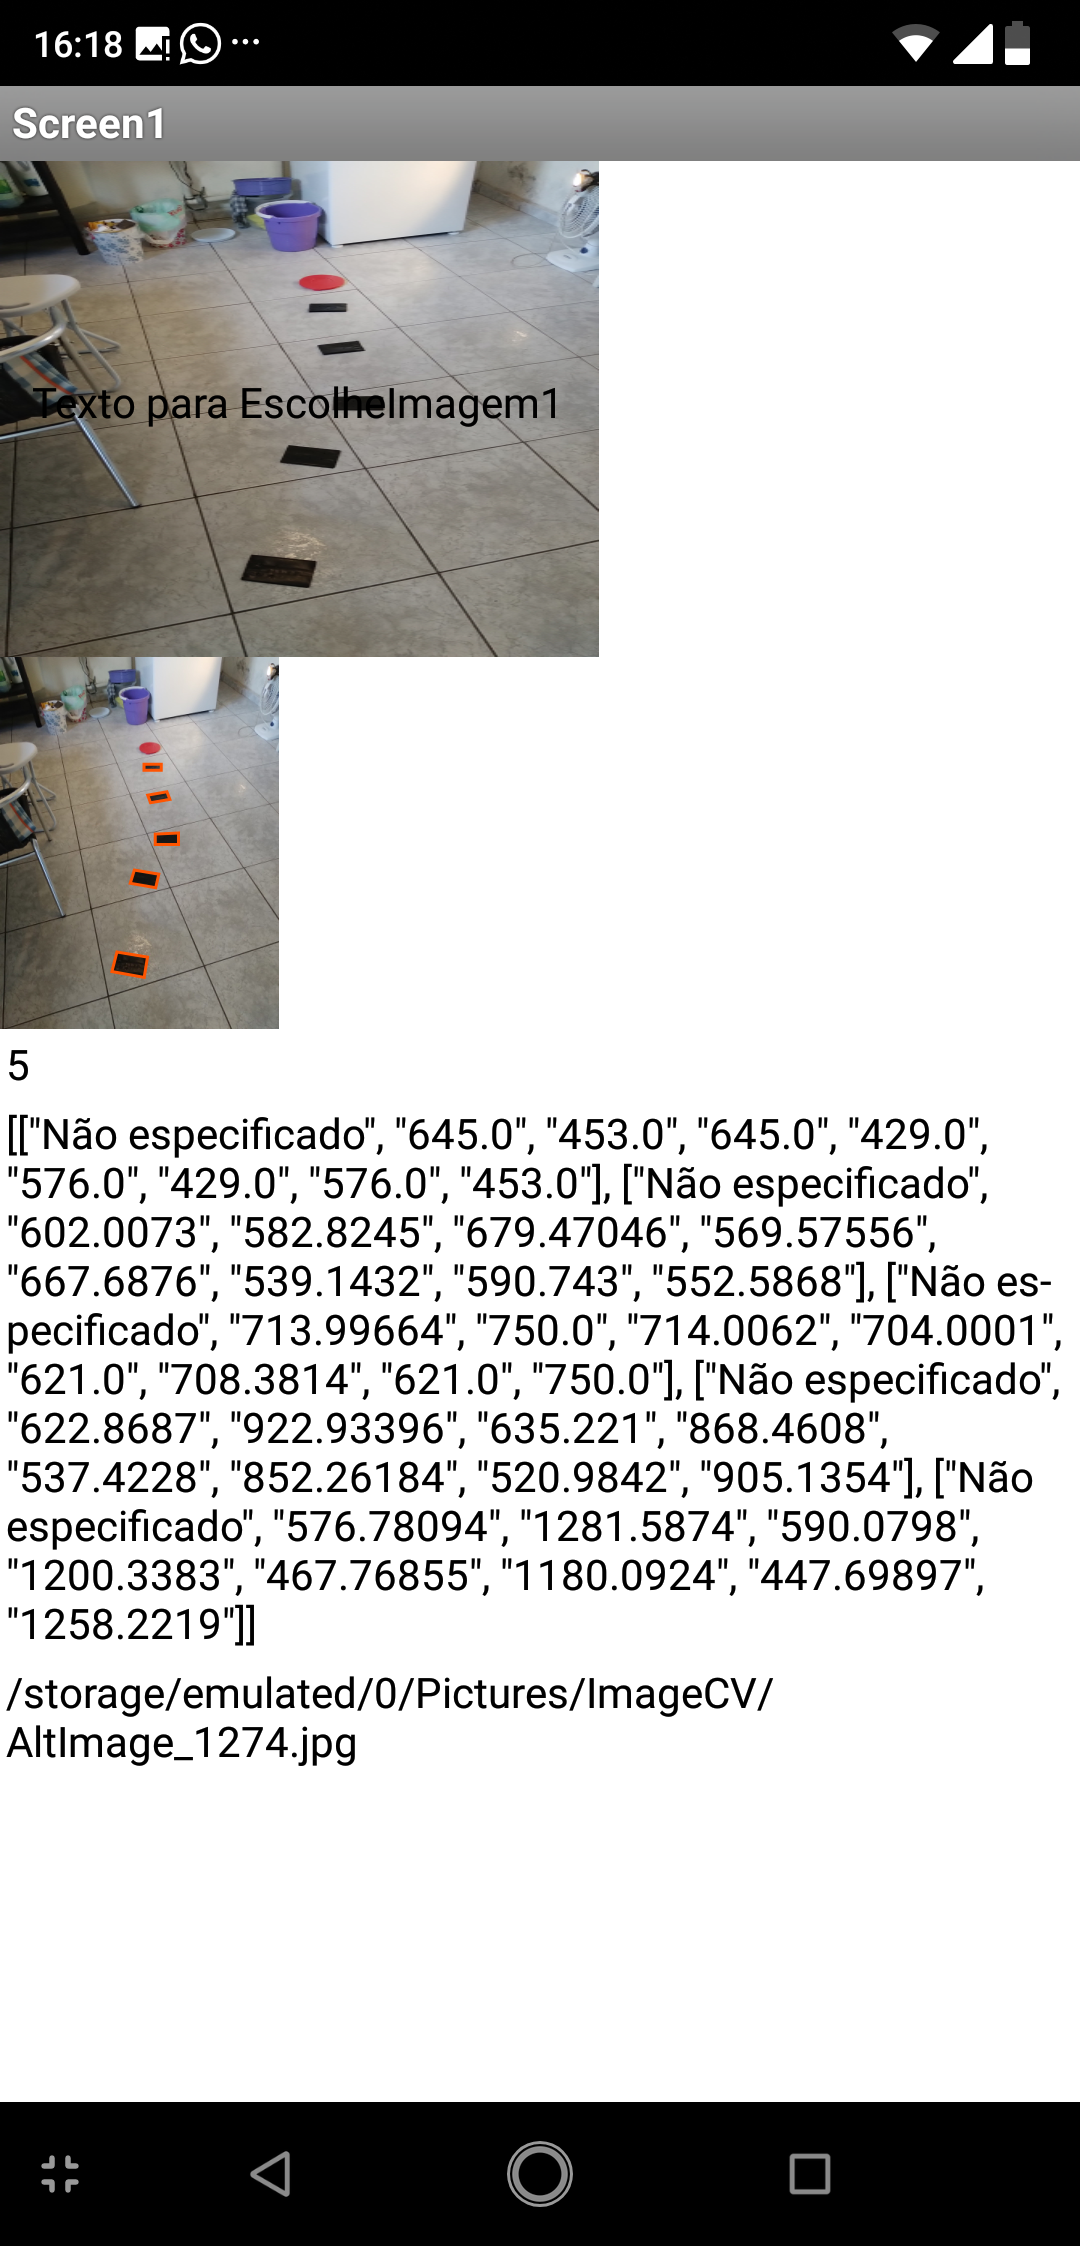 16:18
Screen1
Texto para EscolheImagem1
5
[["Não especificado", "645.0", "453.0", "645.0", "429.0",
"576.0", "429.0", "576.0", "453.0"], ["Não especificado",
"602.0073", "582.8245", "679.47046", "569.57556",
"667.6876", "539.1432", "590.743", "552.5868"], ["Não es-
pecificado", "713.99664", "750.0", "714.0062", "704.0001",
"621.0", "708.3814", "621.0", "750.0"], ["Não especificado",
"622.8687", "922.93396", "635.221", "868.4608",
"537.4228", "852.26184", "520.9842", "905.1354"], ["Não
especificado", "576.78094", "1281.5874", "590.0798",
"1200.3383", "467.76855", "1180.0924", "447.69897",
"1258.2219"]]
/storage/emulated/0/Pictures/ImageCV/
AltImage_1274.jpg